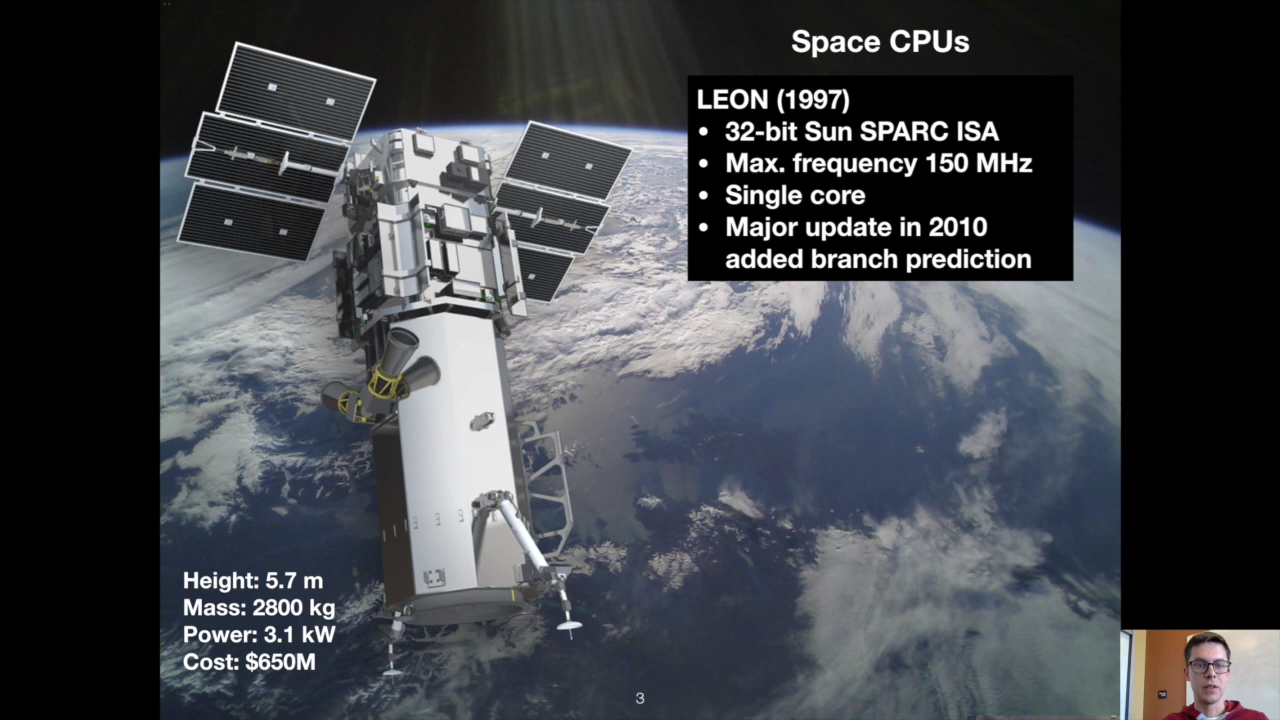 Space CPUs
LEON (1997)
• 32-bit Sun SPARC ISA
• Max. frequency 150 MHz
• Single core
• Major update in 2010
added branch prediction
Height: 5.7 m
Mass: 2800 kg
Power: 3.1 kW
Cost: $650M
3